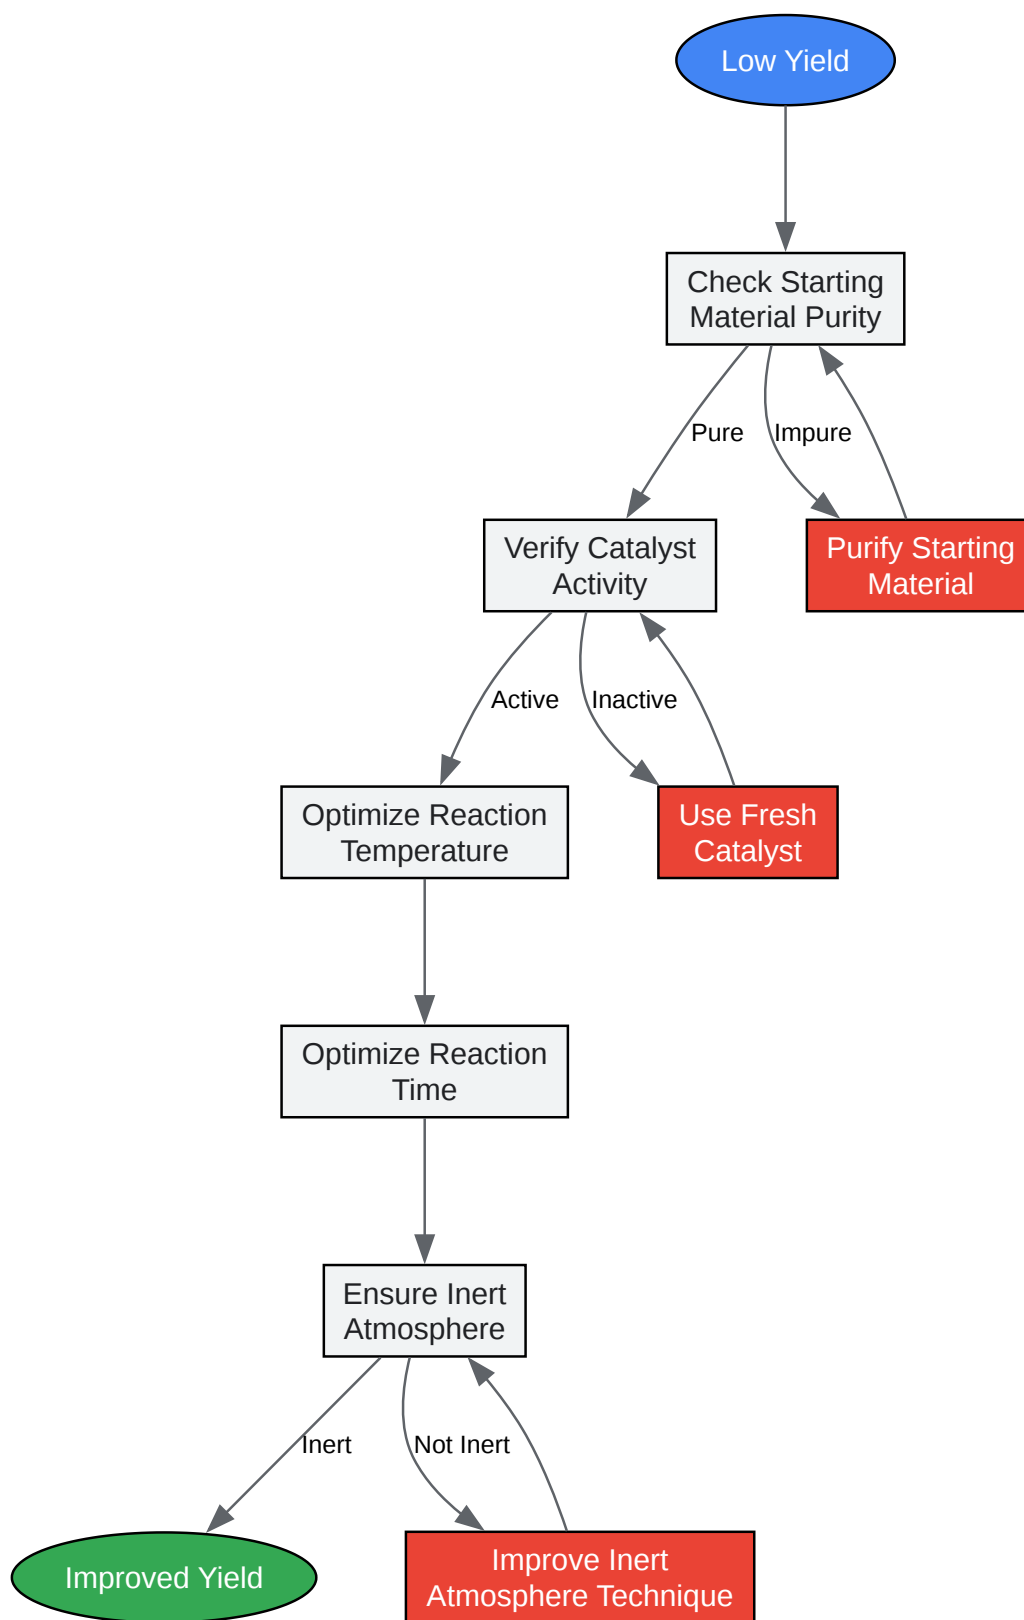 Low Yield
Check Starting
Material Purity
Pure
Impure
Verify Catalyst
Activity
Purify Starting
Material
Active
Inactive
Optimize Reaction
Temperature
Use Fresh
Catalyst
Optimize Reaction
Time
Ensure Inert
Atmosphere
Inert
Not Inert
Improved Yield
Improve Inert
Atmosphere Technique